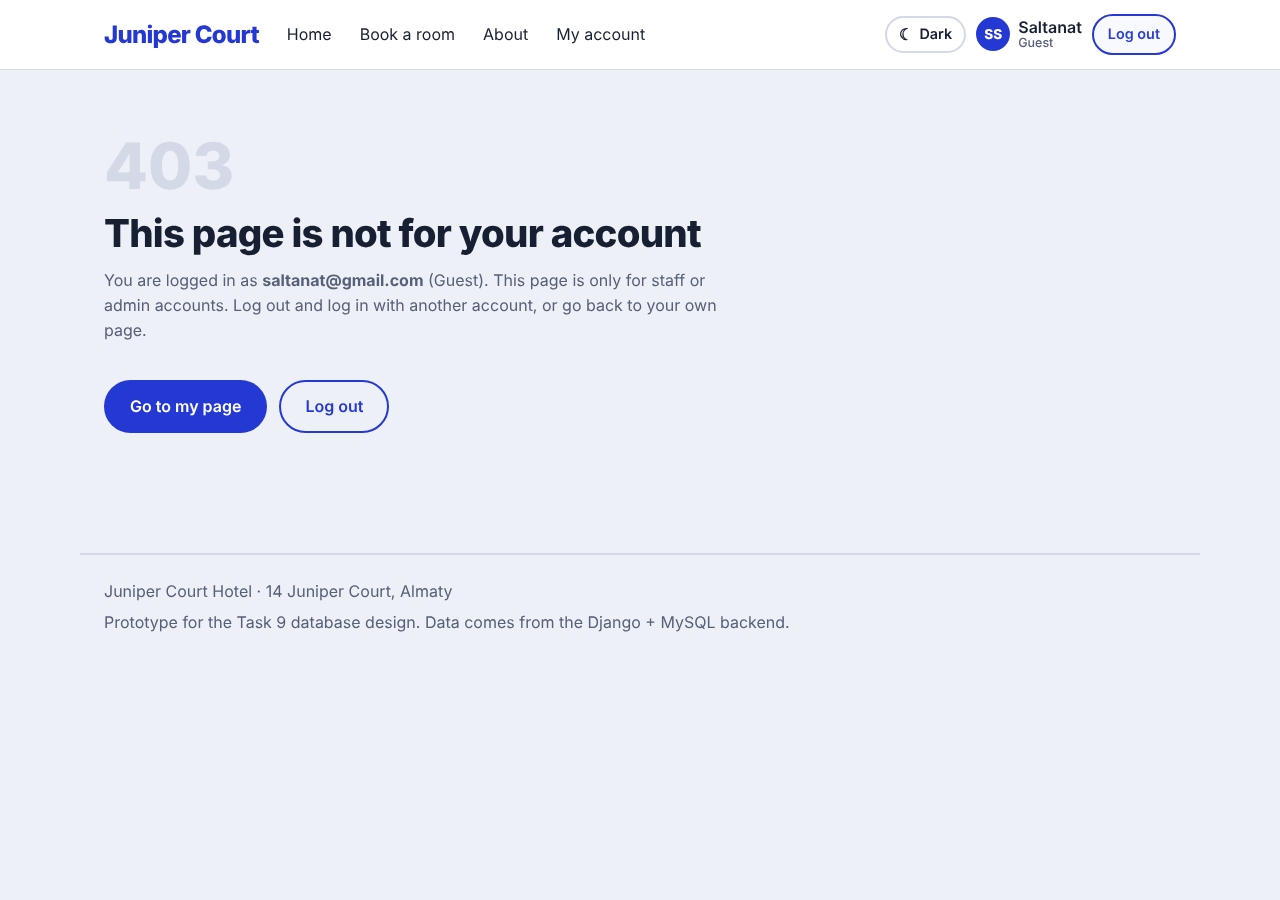 Juniper Court
Home
Book a room
About
My account
☾ Dark
SS
Saltanat
Guest
Log out
403
This page is not for your account
You are logged in as saltanat@gmail.com (Guest). This page is only for staff or
admin accounts. Log out and log in with another account, or go back to your own
page.
Go to my page
Log out
Juniper Court Hotel · 14 Juniper Court, Almaty
Prototype for the Task 9 database design. Data comes from the Django + MySQL backend.